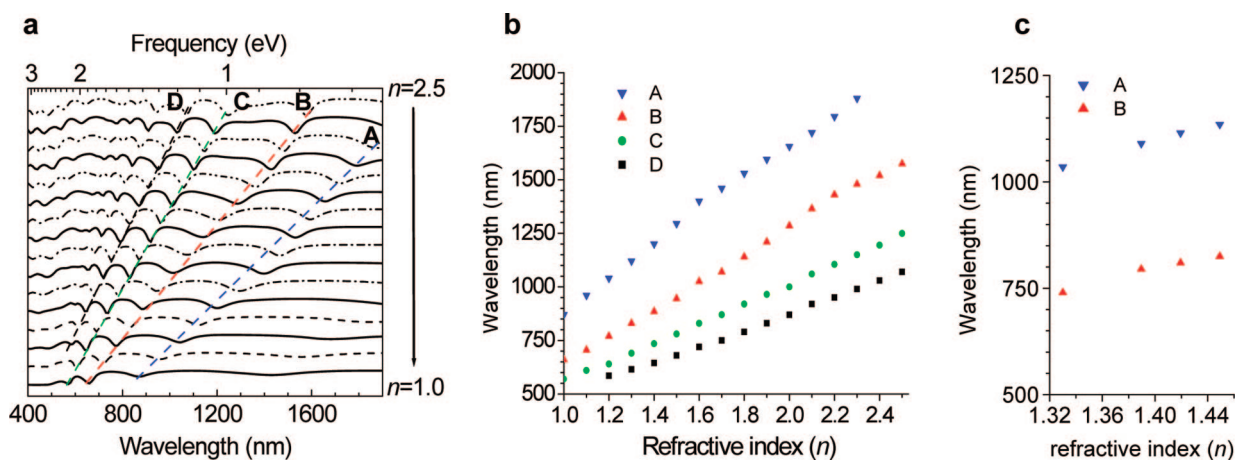 a
Frequency (eV)
3 2 1
D C B
A
n=2.5
n=1.0
400 800 1200 1600
Wavelength (nm)
b
Wavelength (nm)
2000
1750
1500
1250
1000
750
500
A
B
C
D
1.0 1.2 1.4 1.6 1.8 2.0 2.2 2.4
Refractive index (n)
c
Wavelength (nm)
1250
1000
750
500
A
B
1.32 1.36 1.40 1.44
refractive index (n)